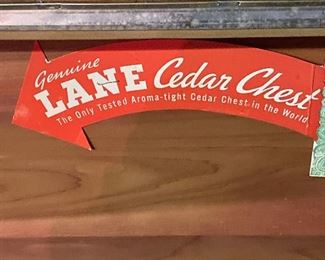 Genuine
LANE Cedar Chest
The Only Tested Aroma-tight Cedar Chest in the World